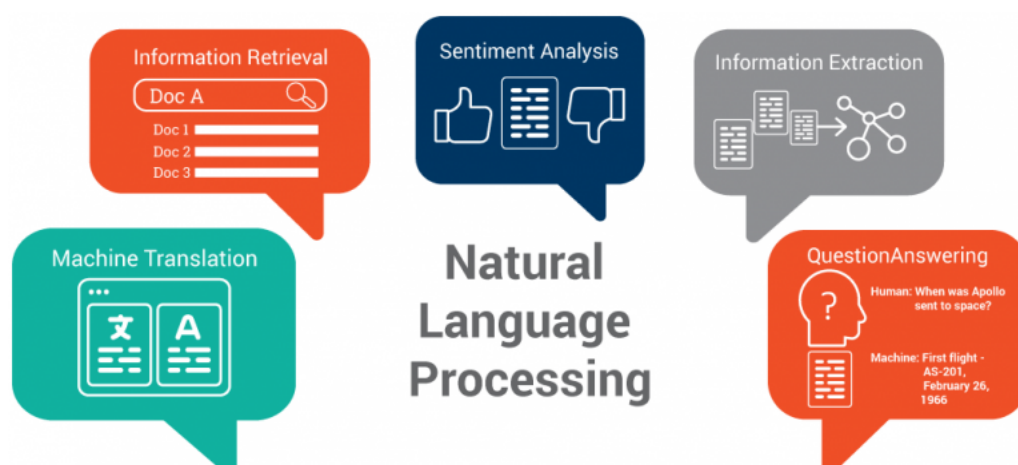 Information Retrieval
Doc A
Doc 1
Doc 2
Doc 3
Sentiment Analysis
Information Extraction
Machine Translation
文 A
Natural
Language
Processing
QuestionAnswering
?
Human: When was Apollo
sent to space?
Machine: First flight -
AS-201,
February 26,
1966